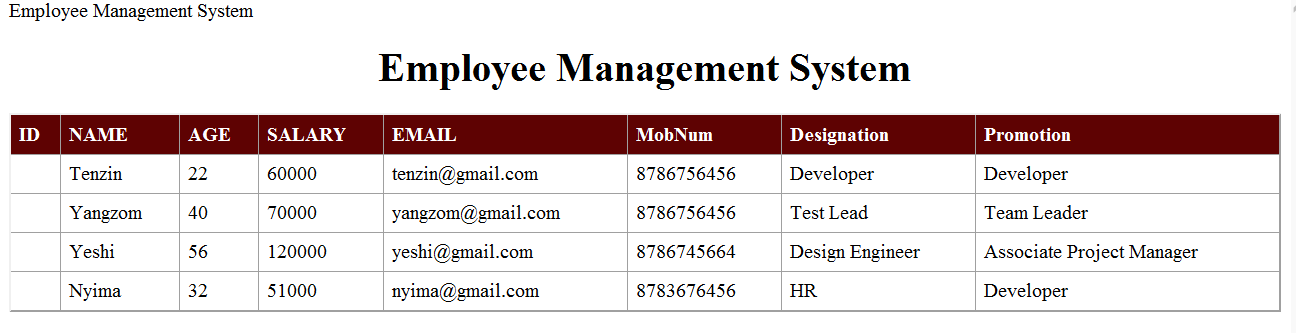 Employee Management System
Employee Management System
ID NAME AGE SALARY EMAIL MobNum Designation Promotion
Tenzin 22 60000 tenzin@gmail.com 8786756456 Developer Developer
Yangzom 40 70000 yangzom@gmail.com 8786756456 Test Lead Team Leader
Yeshi 56 120000 yeshi@gmail.com 8786745664 Design Engineer Associate Project Manager
Nyima 32 51000 nyima@gmail.com 8783676456 HR Developer